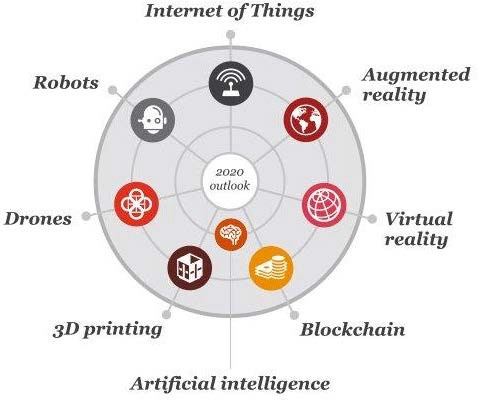 Internet of Things
Robots
Augmented
reality
2020
outlook
Drones
Virtual
reality
3D printing
Blockchain
Artificial intelligence